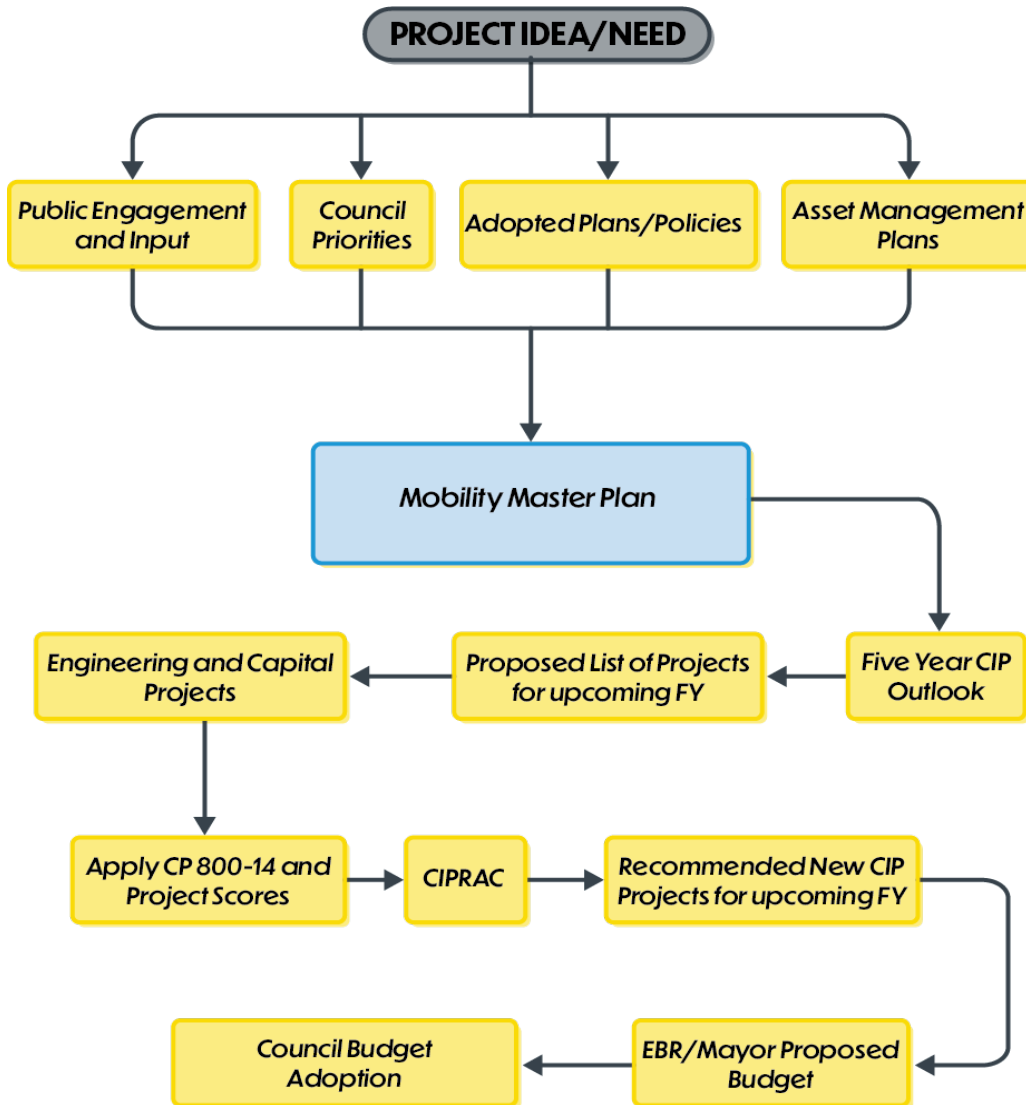 PROJECT IDEA/NEED
Public Engagement
and Input
Council
Priorities
Adopted Plans/Policies
Asset Management
Plans
Mobility Master Plan
Engineering and Capital
Projects
Proposed List of Projects
for upcoming FY
Five Year CIP
Outlook
Apply CP 800-14 and
Project Scores
CIPRAC
Recommended New CIP
Projects for upcoming FY
Council Budget
Adoption
EBR/Mayor Proposed
Budget